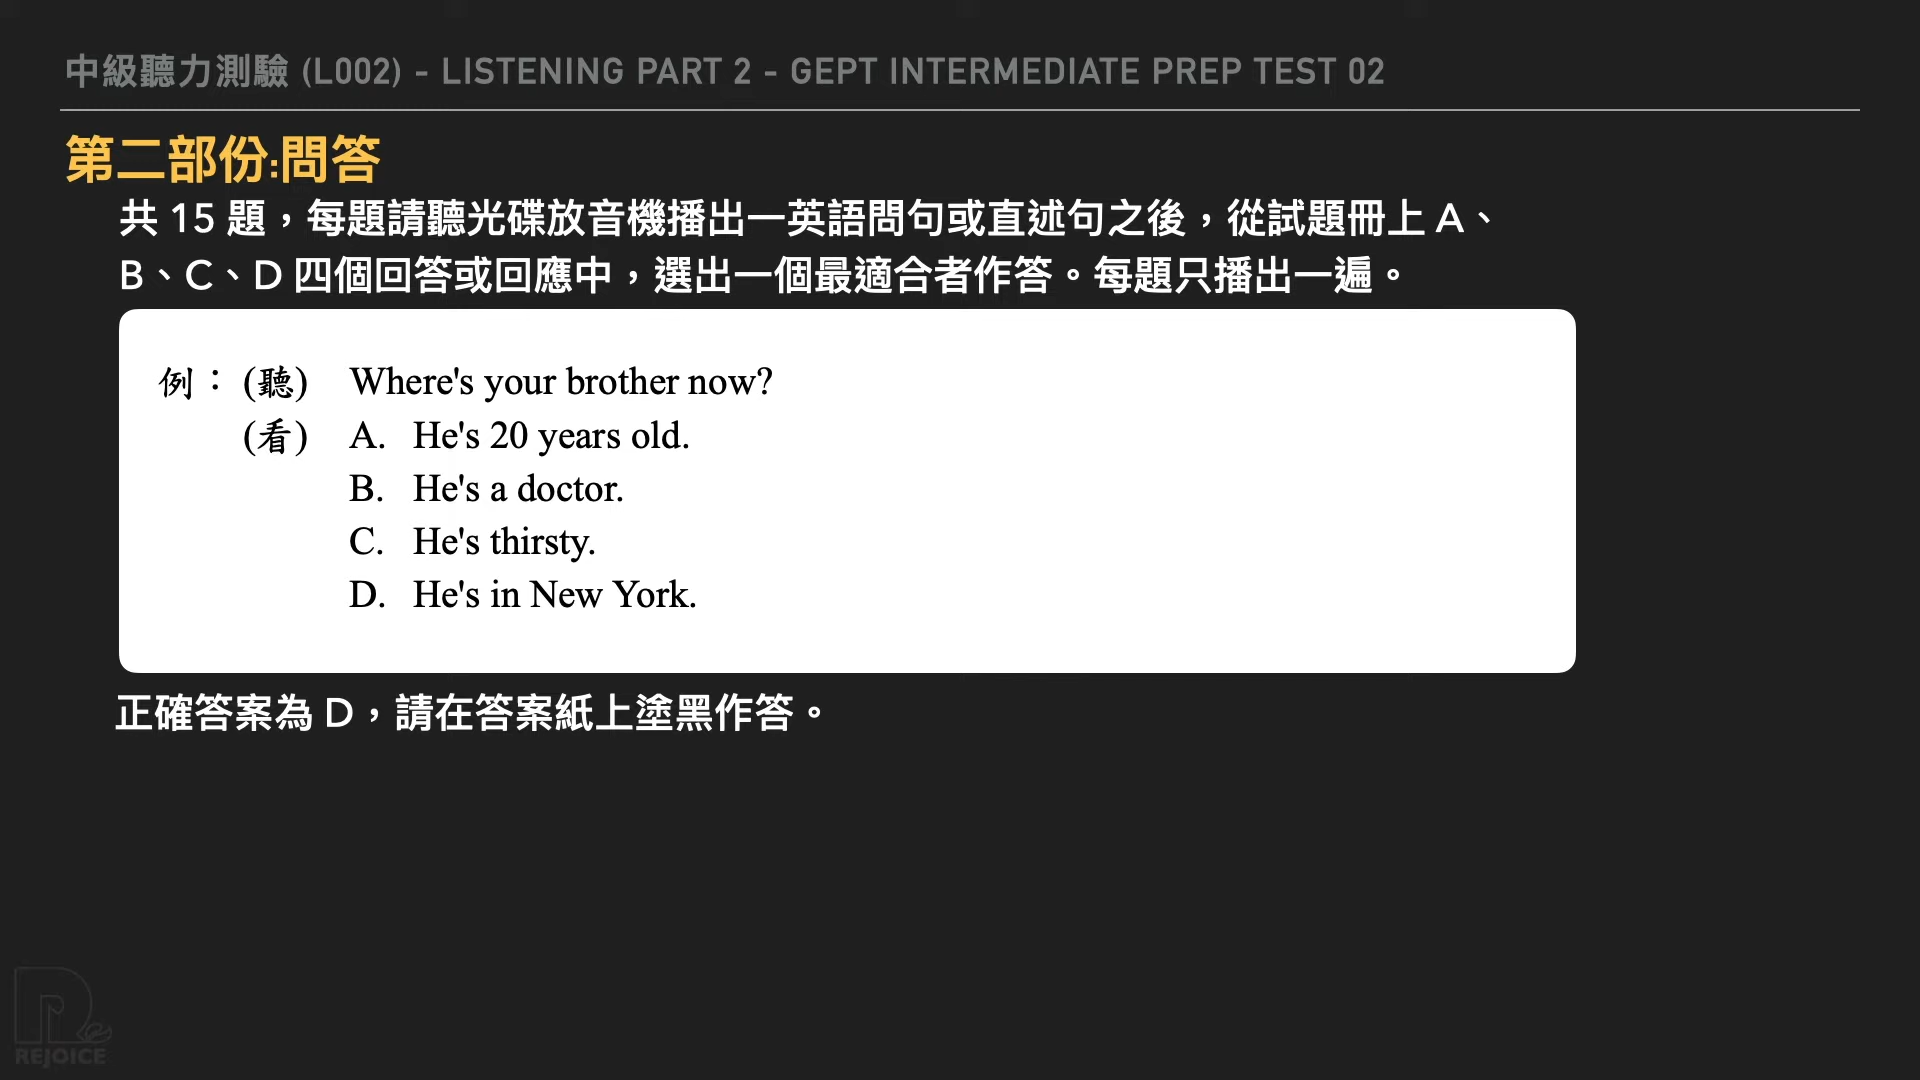 中級聽力測驗 (L002) - LISTENING PART 2 - GEPT INTERMEDIATE PREP TEST 02
第二部份:問答
共 15 題，每題請聽光碟放音機播出一英語問句或直述句之後，從試題冊上 A、
B、C、D 四個回答或回應中，選出一個最適合者作答。每題只播出一遍。
例：(聽) Where's your brother now?
(看) A. He's 20 years old.
B. He's a doctor.
C. He's thirsty.
D. He's in New York.
正確答案為 D，請在答案紙上塗黑作答。
REJOICE